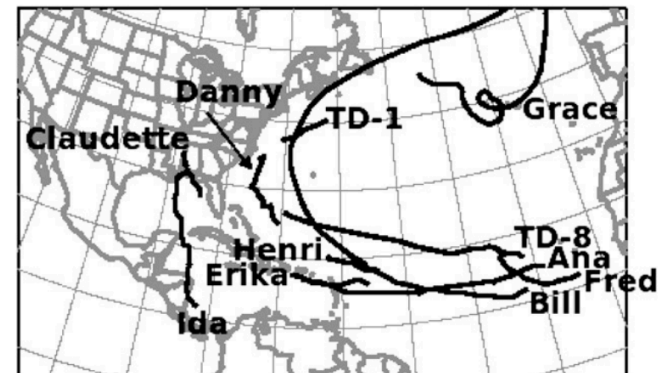 Danny
TD-1
Grace
Claudette
TD-8
Henri
Ana
Erika
Fred
Bill
Ida